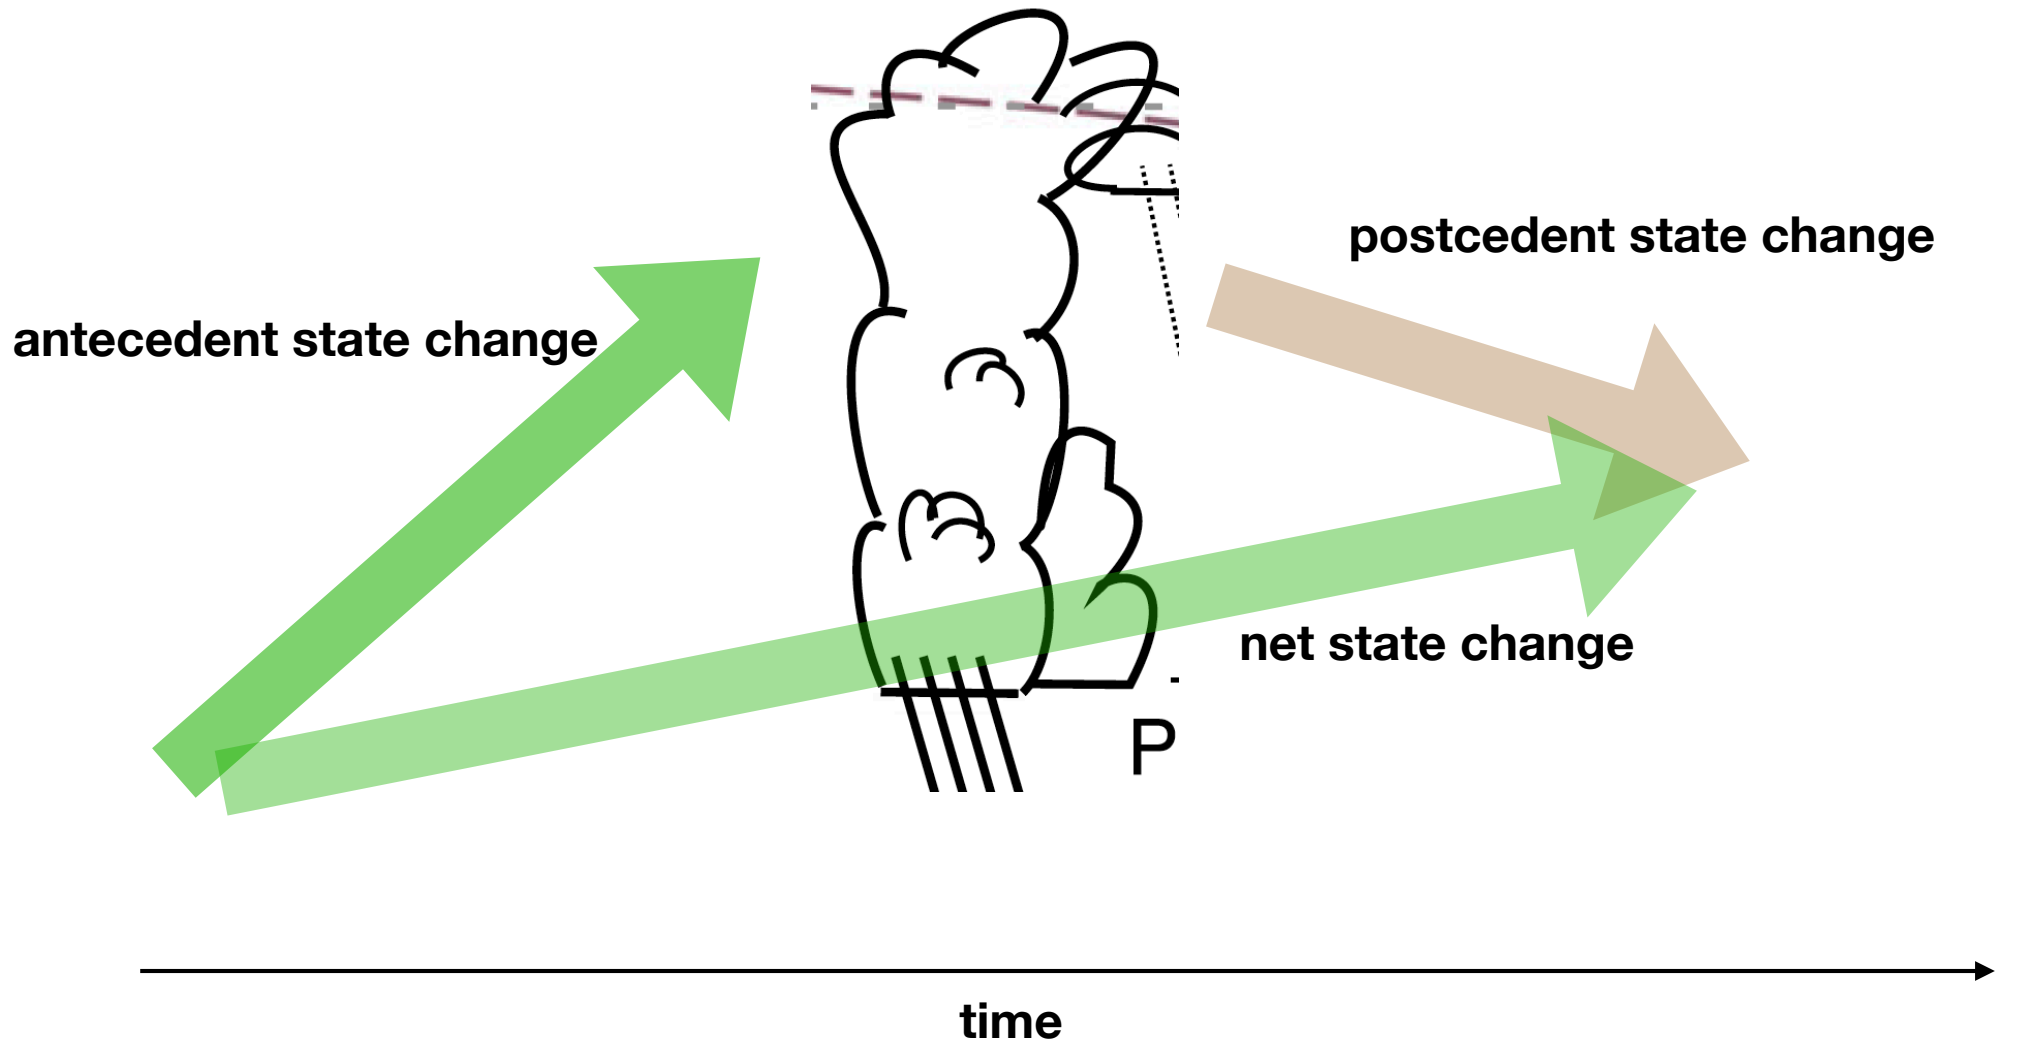 postcedent state change
antecedent state change
net state change
P
time